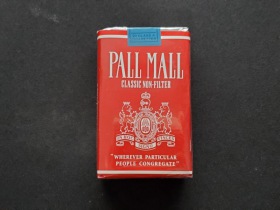 PALL MALL
CLASSIC NON-FILTER
"WHEREVER PARTICULAR
PEOPLE CONGREGATE"